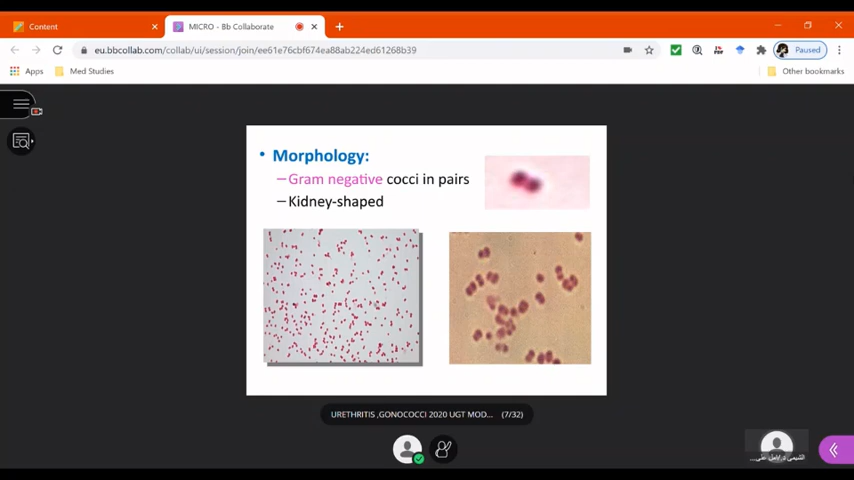 Content
MICRO - Bb Collaborate
eu.bbcollab.com/collab/ui/session/join/ee61e76cbf674ea88ab224ed61268b39
Paused
Apps
Med Studies
Other bookmarks
• Morphology:
–Gram negative cocci in pairs
–Kidney-shaped
URETHRITIS ,GONOCOCCI 2020 UGT MOD... (7/32)